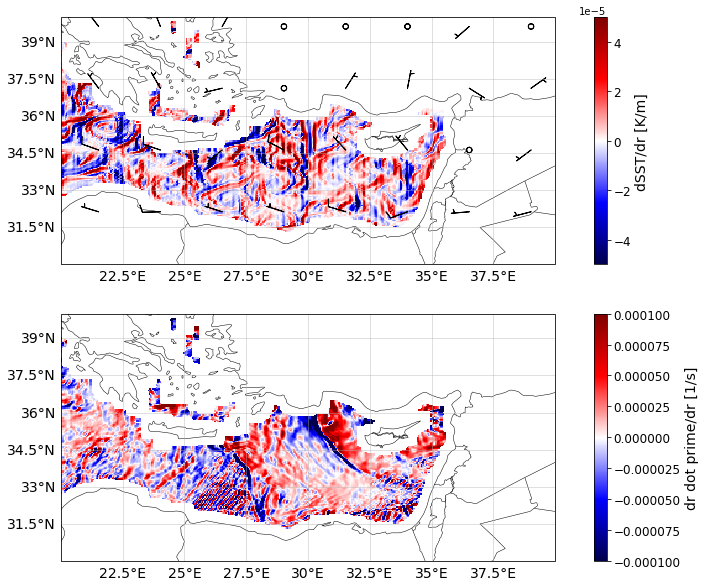 1e−5
39°N
37.5°N
36°N
34.5°N
33°N
31.5°N
22.5°E 25°E 27.5°E 30°E 32.5°E 35°E 37.5°E
4
2
0
−2
−4
dSST/dr [K/m]
39°N
37.5°N
36°N
34.5°N
33°N
31.5°N
22.5°E 25°E 27.5°E 30°E 32.5°E 35°E 37.5°E
0.000100
0.000075
0.000050
0.000025
0.000000
−0.000025
−0.000050
−0.000075
−0.000100
dr dot prime/dr [1/s]